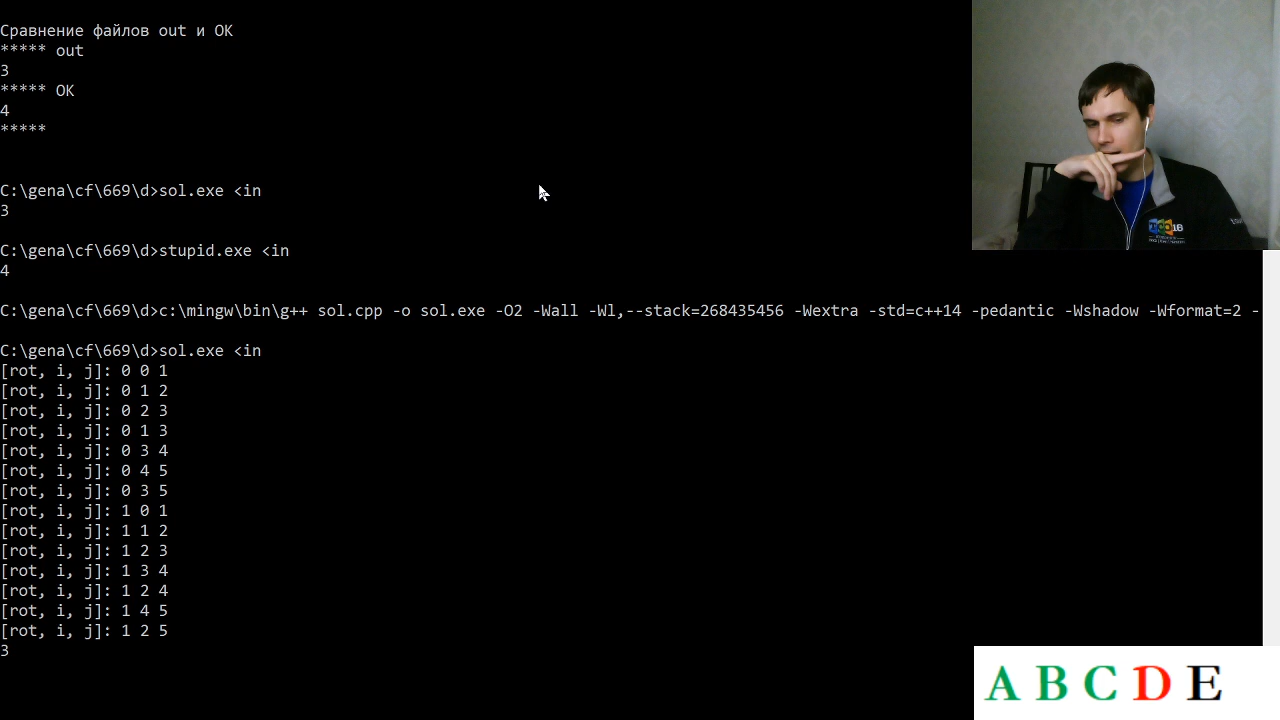 Сравнение файлов out и OK
***** out
3
***** OK
4
*****
C:\gena\cf\669\d>sol.exe <in
3
C:\gena\cf\669\d>stupid.exe <in
4
C:\gena\cf\669\d>c:\mingw\bin\g++ sol.cpp -o sol.exe -O2 -Wall -Wl,--stack=268435456 -Wextra -std=c++14 -pedantic -Wshadow -Wformat=2 -
C:\gena\cf\669\d>sol.exe <in
[rot, i, j]: 0 0 1
[rot, i, j]: 0 1 2
[rot, i, j]: 0 2 3
[rot, i, j]: 0 1 3
[rot, i, j]: 0 3 4
[rot, i, j]: 0 4 5
[rot, i, j]: 0 3 5
[rot, i, j]: 1 0 1
[rot, i, j]: 1 1 2
[rot, i, j]: 1 2 3
[rot, i, j]: 1 3 4
[rot, i, j]: 1 2 4
[rot, i, j]: 1 4 5
[rot, i, j]: 1 2 5
3
A B C D E